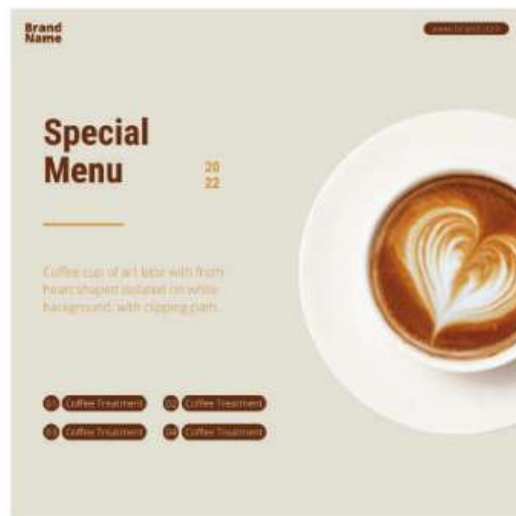 Brand
Name
Special
Menu
20
22
Coffee cup of art latte with from
heart shaped isolated on white
background, with clipping path.
01 Coffee Treatment
02 Coffee Treatment
03 Coffee Treatment
04 Coffee Treatment